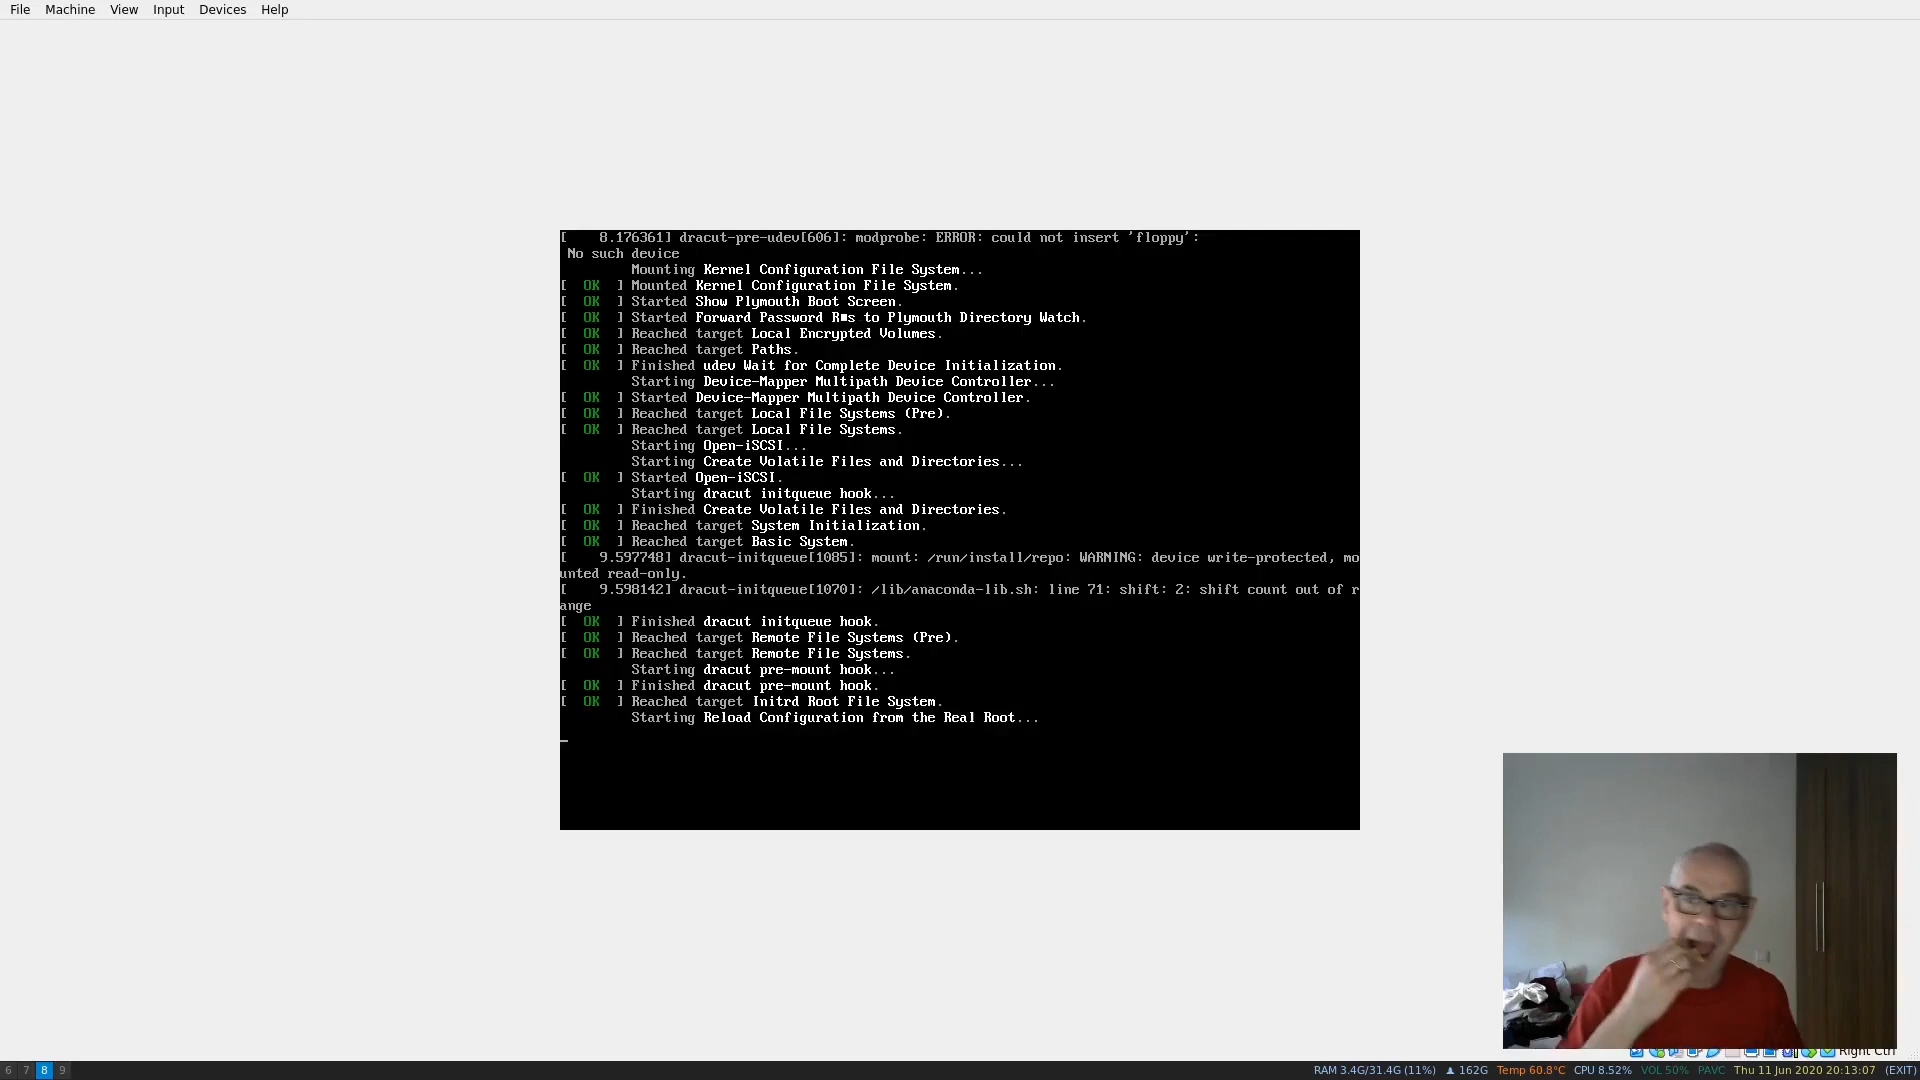 File Machine View Input Devices Help
[    8.176361] dracut-pre-udev[606]: modprobe: ERROR: could not insert 'floppy':
 No such device
         Mounting Kernel Configuration File System...
[  OK  ] Mounted Kernel Configuration File System.
[  OK  ] Started Show Plymouth Boot Screen.
[  OK  ] Started Forward Password R■s to Plymouth Directory Watch.
[  OK  ] Reached target Local Encrypted Volumes.
[  OK  ] Reached target Paths.
[  OK  ] Finished udev Wait for Complete Device Initialization.
         Starting Device-Mapper Multipath Device Controller...
[  OK  ] Started Device-Mapper Multipath Device Controller.
[  OK  ] Reached target Local File Systems (Pre).
[  OK  ] Reached target Local File Systems.
         Starting Open-iSCSI...
         Starting Create Volatile Files and Directories...
[  OK  ] Started Open-iSCSI.
         Starting dracut initqueue hook...
[  OK  ] Finished Create Volatile Files and Directories.
[  OK  ] Reached target System Initialization.
[  OK  ] Reached target Basic System.
[    9.597748] dracut-initqueue[1085]: mount: /run/install/repo: WARNING: device write-protected, mo
unted read-only.
[    9.598142] dracut-initqueue[1070]: /lib/anaconda-lib.sh: line 71: shift: 2: shift count out of r
ange
[  OK  ] Finished dracut initqueue hook.
[  OK  ] Reached target Remote File Systems (Pre).
[  OK  ] Reached target Remote File Systems.
         Starting dracut pre-mount hook...
[  OK  ] Finished dracut pre-mount hook.
[  OK  ] Reached target Initrd Root File System.
         Starting Reload Configuration from the Real Root...
Right Ctrl
6 7 8 9 RAM 3.4G/31.4G (11%) 162G Temp 60.8°C CPU 8.52% VOL 50% PAVC Thu 11 Jun 2020 20:13:07 (EXIT)